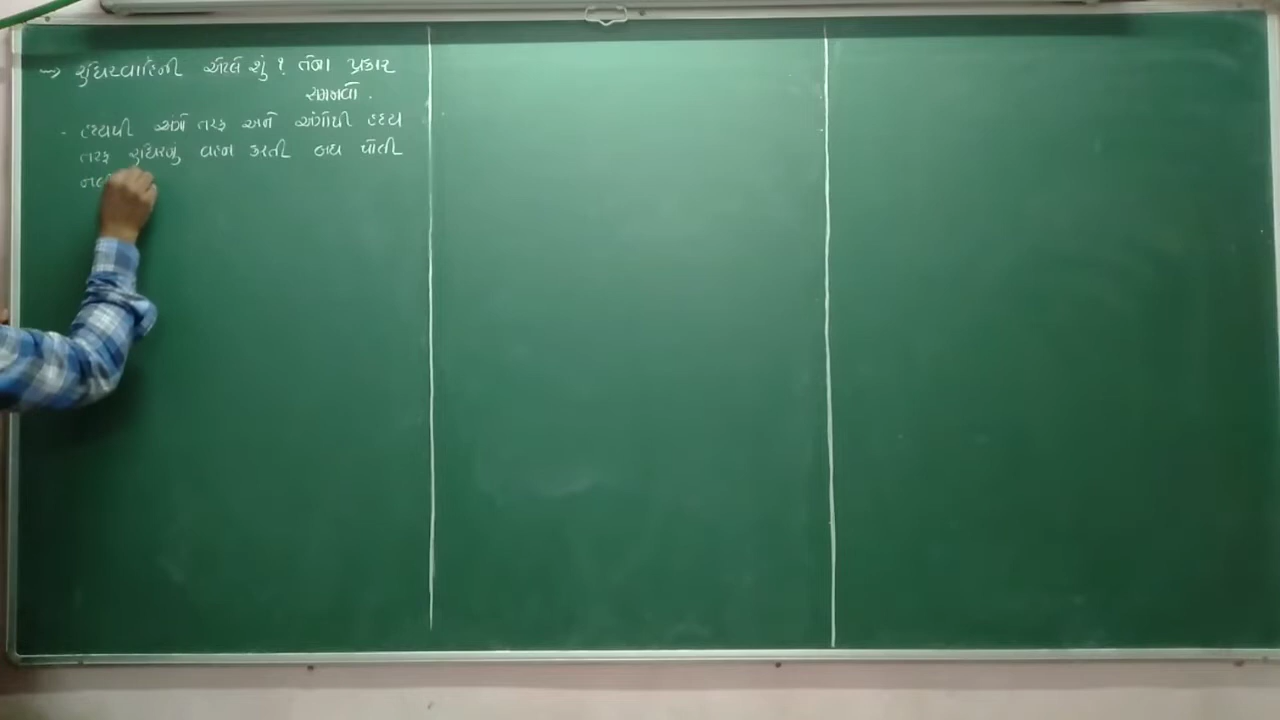 → રુધિરવાહિની એટલે શું ? તેના પ્રકાર
સમજાવો .
- હૃદયથી અંગો તરફ અને અંગોથી હૃદય
તરફ રુધિરનું વહન કરતી બધ પોલી